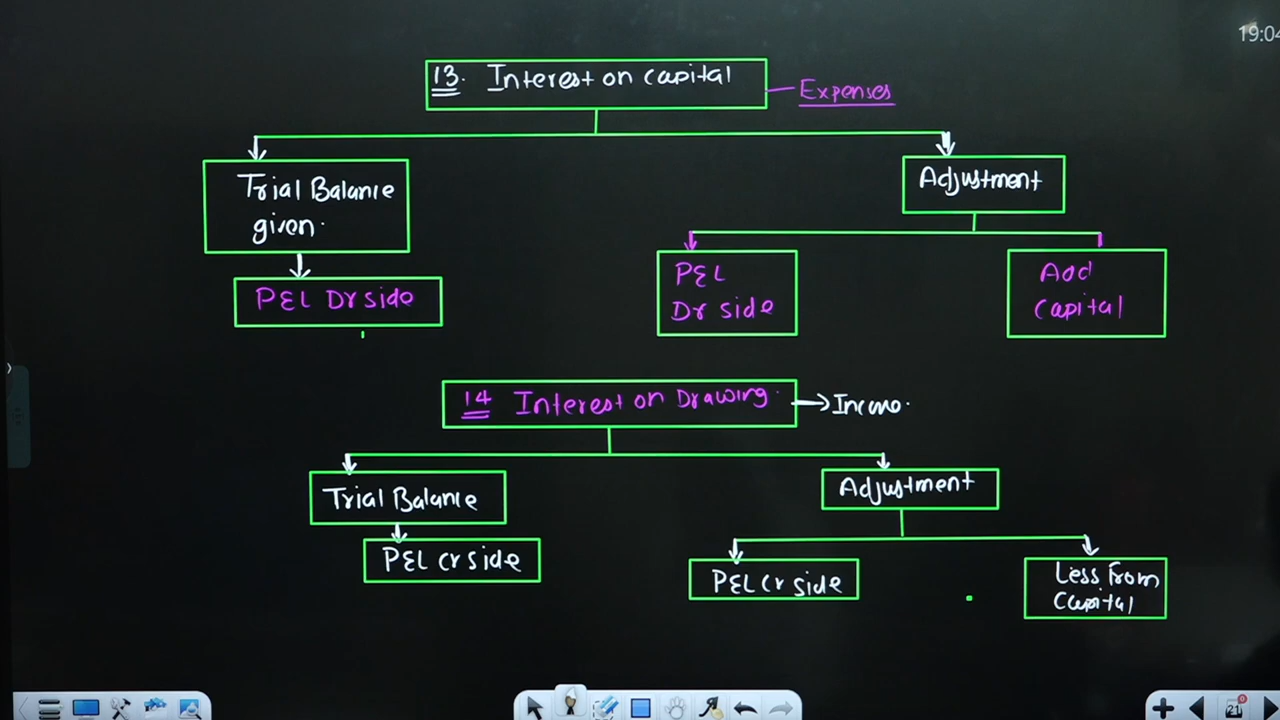 19:04
13. Interest on capital
Expenses
Trial Balance
given.
Adjustment
P&L Dr side
P&L
Dr side
Add
Capital
14 Interest on Drawing.
Trial Balance
Adjustment
P&L cr side
P&L Cr side
Less From
Capital
21